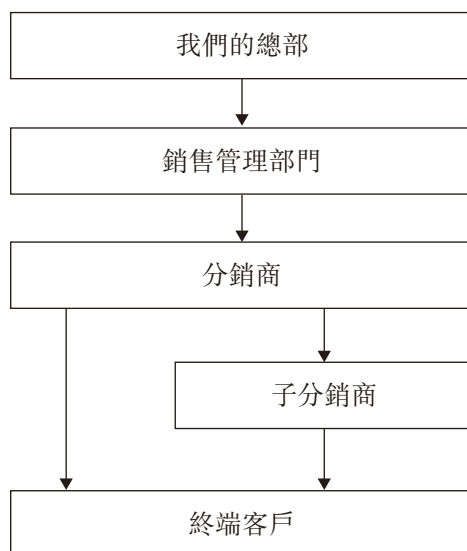 我們的總部
銷售管理部門
分銷商
子分銷商
終端客戶